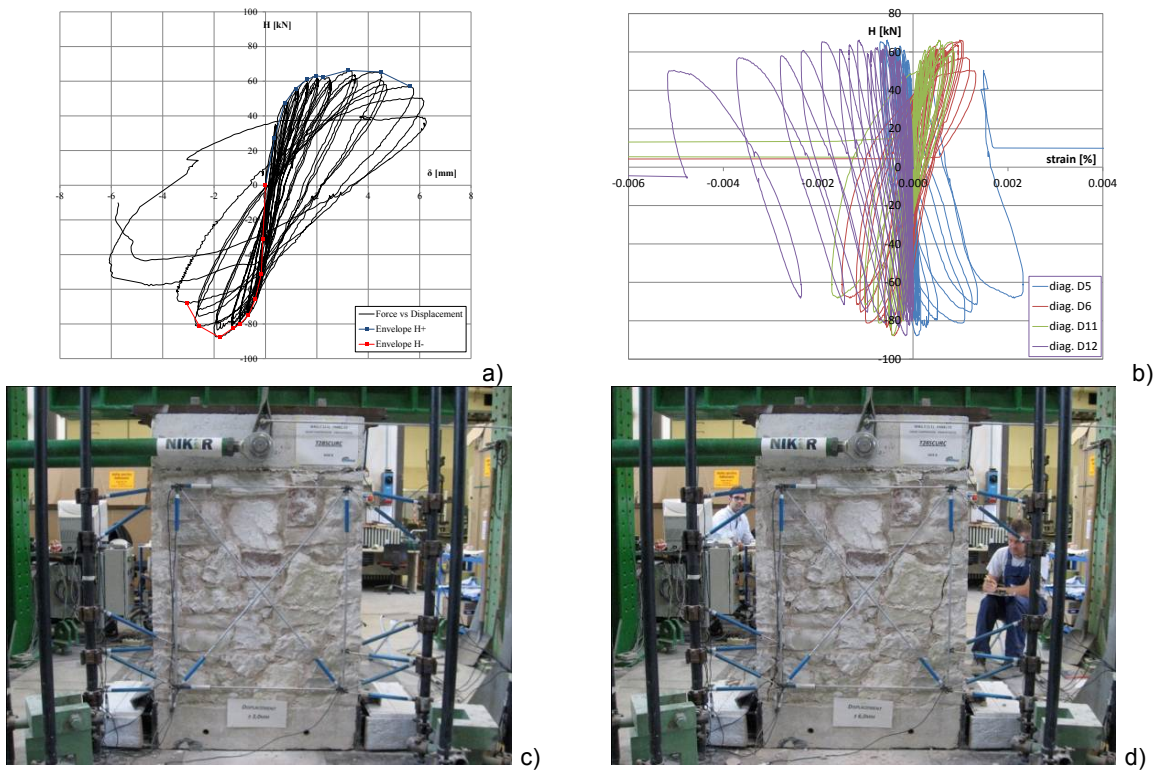 H [kN]
100
80
60
40
20
0
-20
-40
-60
-80
-100
-8
-6
-4
-2
0
2
4
6
8
δ [mm]
Force vs Displacement
Envelope H+
Envelope H-
a)
H [kN]
80
60
40
20
0
-20
-40
-60
-80
-100
-0.006
-0.004
-0.002
0.000
0.002
0.004
strain [%]
diag. D5
diag. D6
diag. D11
diag. D12
b)
NIKER
DISPLACEMENT
c)
NIKER
DISPLACEMENT
d)